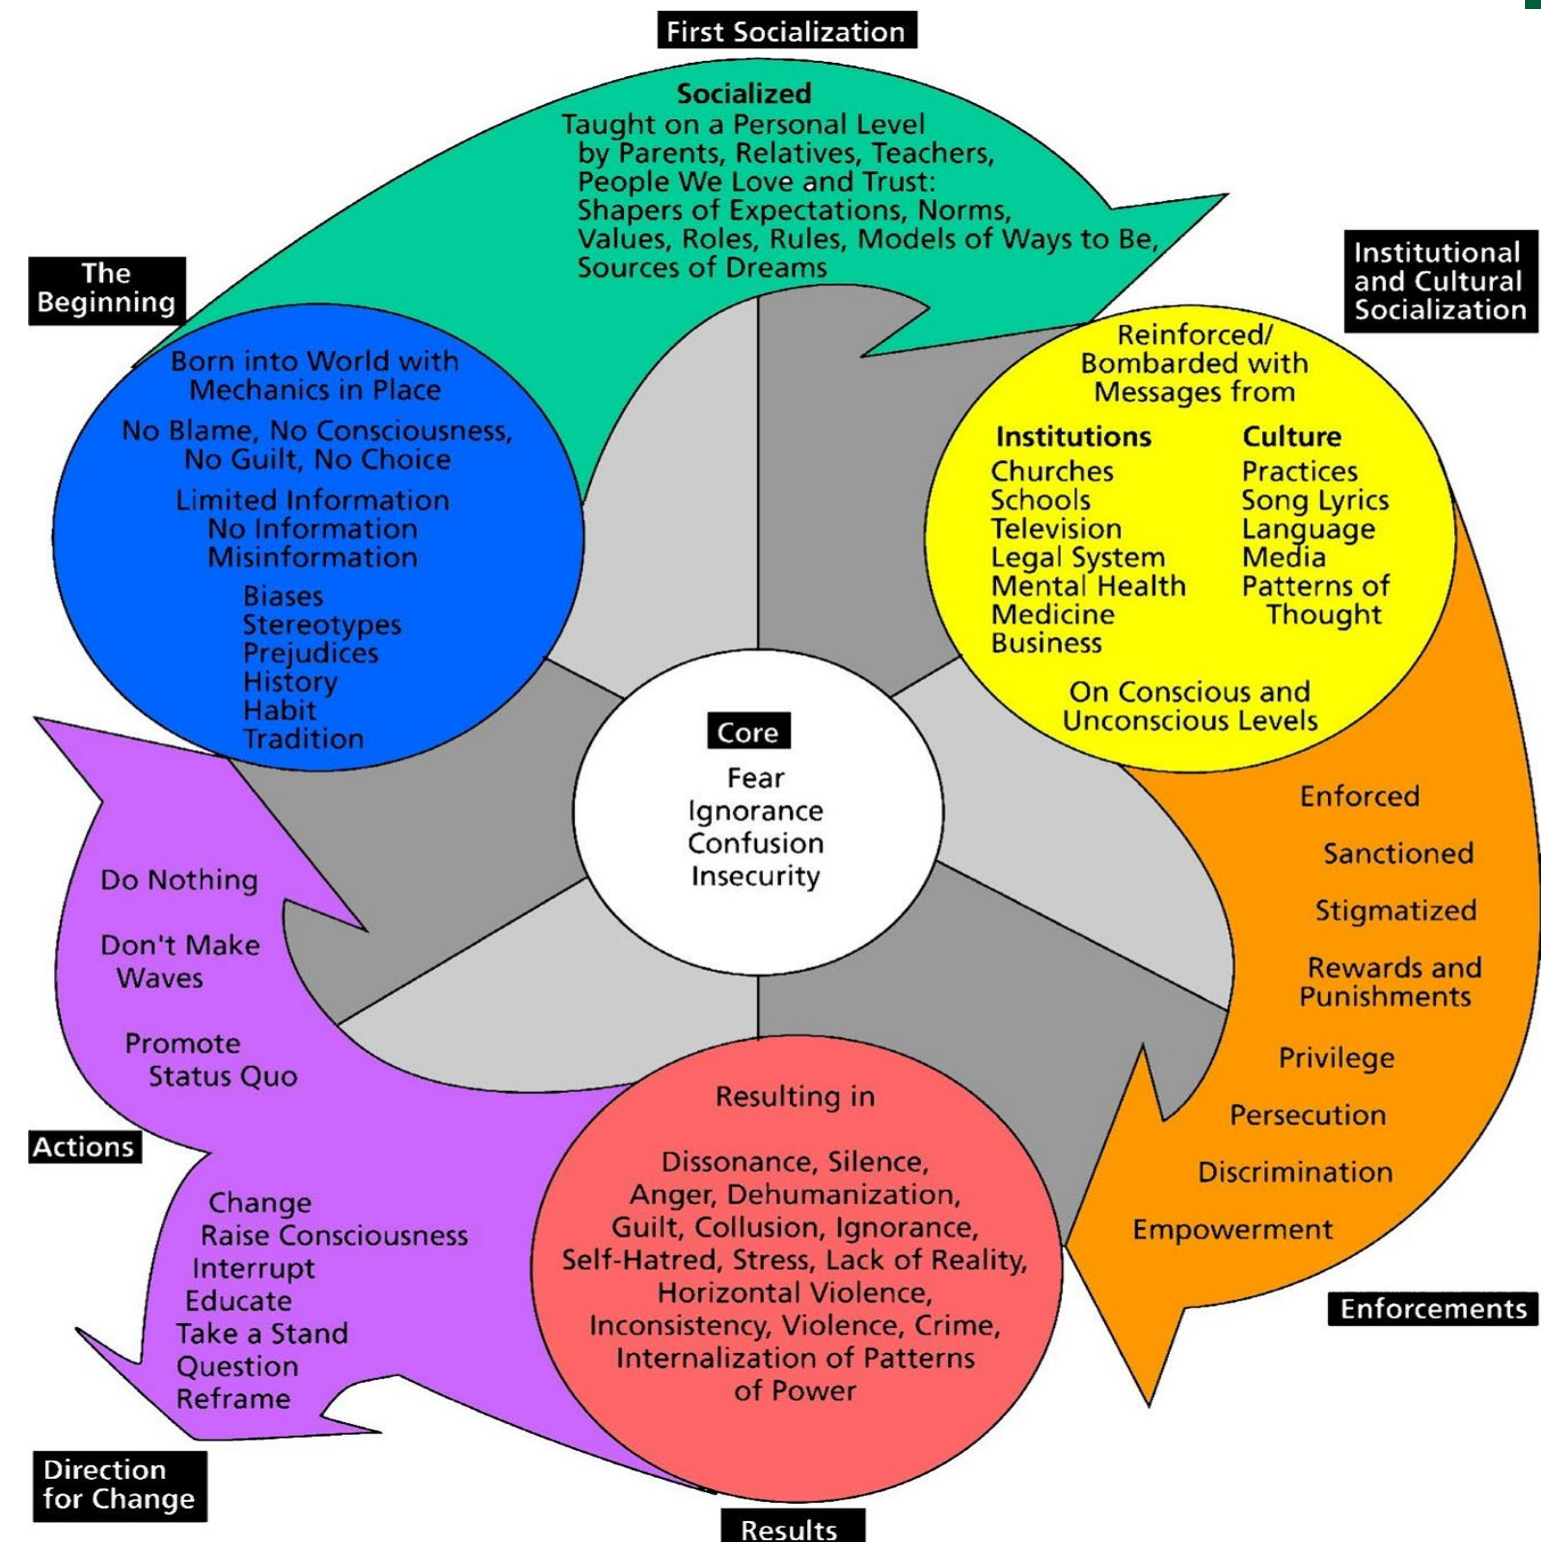 First Socialization
Socialized
Taught on a Personal Level
by Parents, Relatives, Teachers,
People We Love and Trust:
Shapers of Expectations, Norms,
Values, Roles, Rules, Models of Ways to Be,
Sources of Dreams
The
Beginning
Born into World with
Mechanics in Place
No Blame, No Consciousness,
No Guilt, No Choice
Limited Information
No Information
Misinformation
Biases
Stereotypes
Prejudices
History
Habit
Tradition
Institutional
and Cultural
Socialization
Reinforced/
Bombarded with
Messages from
Institutions
Churches
Schools
Television
Legal System
Mental Health
Medicine
Business
Culture
Practices
Song Lyrics
Language
Media
Patterns of
Thought
On Conscious and
Unconscious Levels
Core
Fear
Ignorance
Confusion
Insecurity
Enforced
Sanctioned
Stigmatized
Rewards and
Punishments
Privilege
Persecution
Discrimination
Empowerment
Enforcements
Resulting in
Dissonance, Silence,
Anger, Dehumanization,
Guilt, Collusion, Ignorance,
Self-Hatred, Stress, Lack of Reality,
Horizontal Violence,
Inconsistency, Violence, Crime,
Internalization of Patterns
of Power
Results
Do Nothing
Don't Make
Waves
Promote
Status Quo
Actions
Change
Raise Consciousness
Interrupt
Educate
Take a Stand
Question
Reframe
Direction
for Change